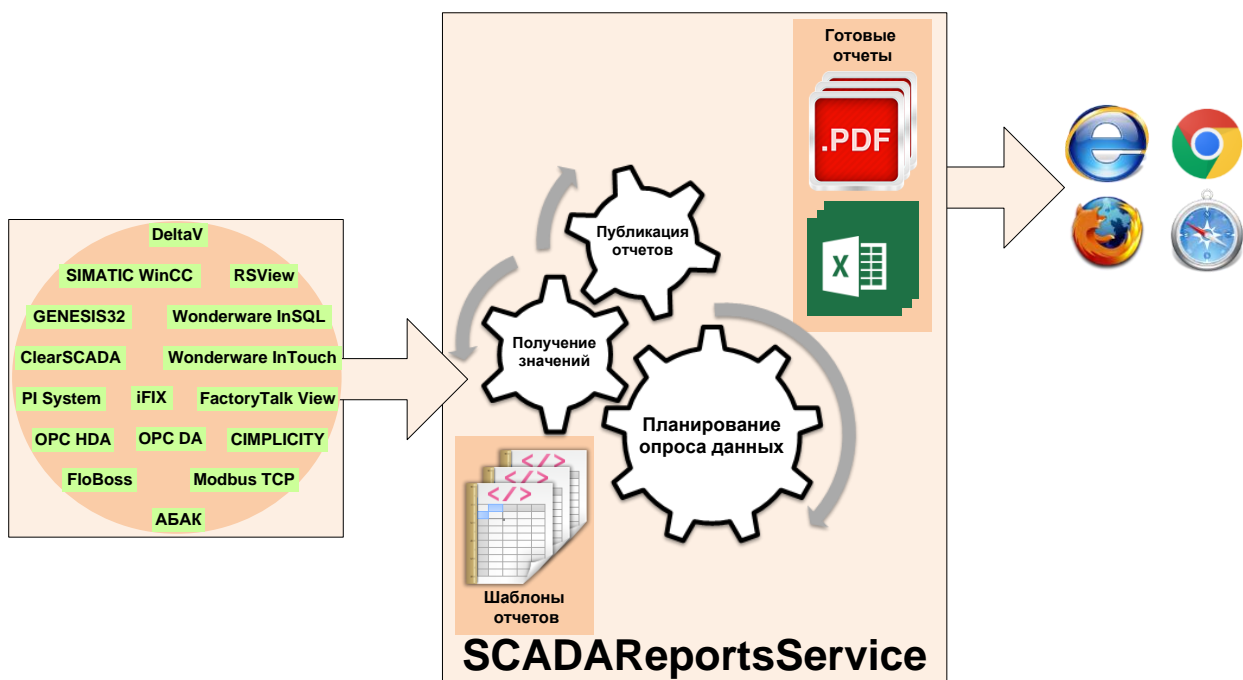 DeltaV
SIMATIC WinCC
RSView
GENESIS32
Wonderware InSQL
ClearSCADA
Wonderware InTouch
PI System
iFIX
FactoryTalk View
OPC HDA
OPC DA
CIMPLICITY
FloBoss
Modbus TCP
АБАК
Публикация
отчетов
Получение
значений
Планирование
опроса данных
</>
</>
</>
Шаблоны
отчетов
Готовые
отчеты
.PDF
X
SCADAReportsService